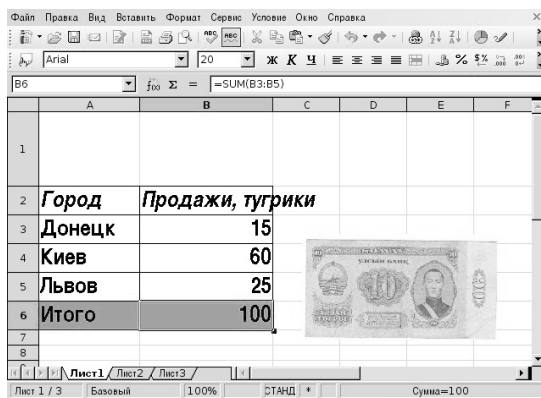 Файл Правка Вид Вставить Формат Сервис Условие Окно Справка
Arial 20 Ж К Ч
B6 f(x) Σ = =SUM(B3:B5)
A B C D E F
1
2 Город Продажи, тугрики
3 Донецк 15
4 Киев 60
5 Львов 25
6 Итого 100
7
8
Лист1 Лист2 Лист3
Лист 1 / 3 Базовый 100% СТАНД * Сумма=100